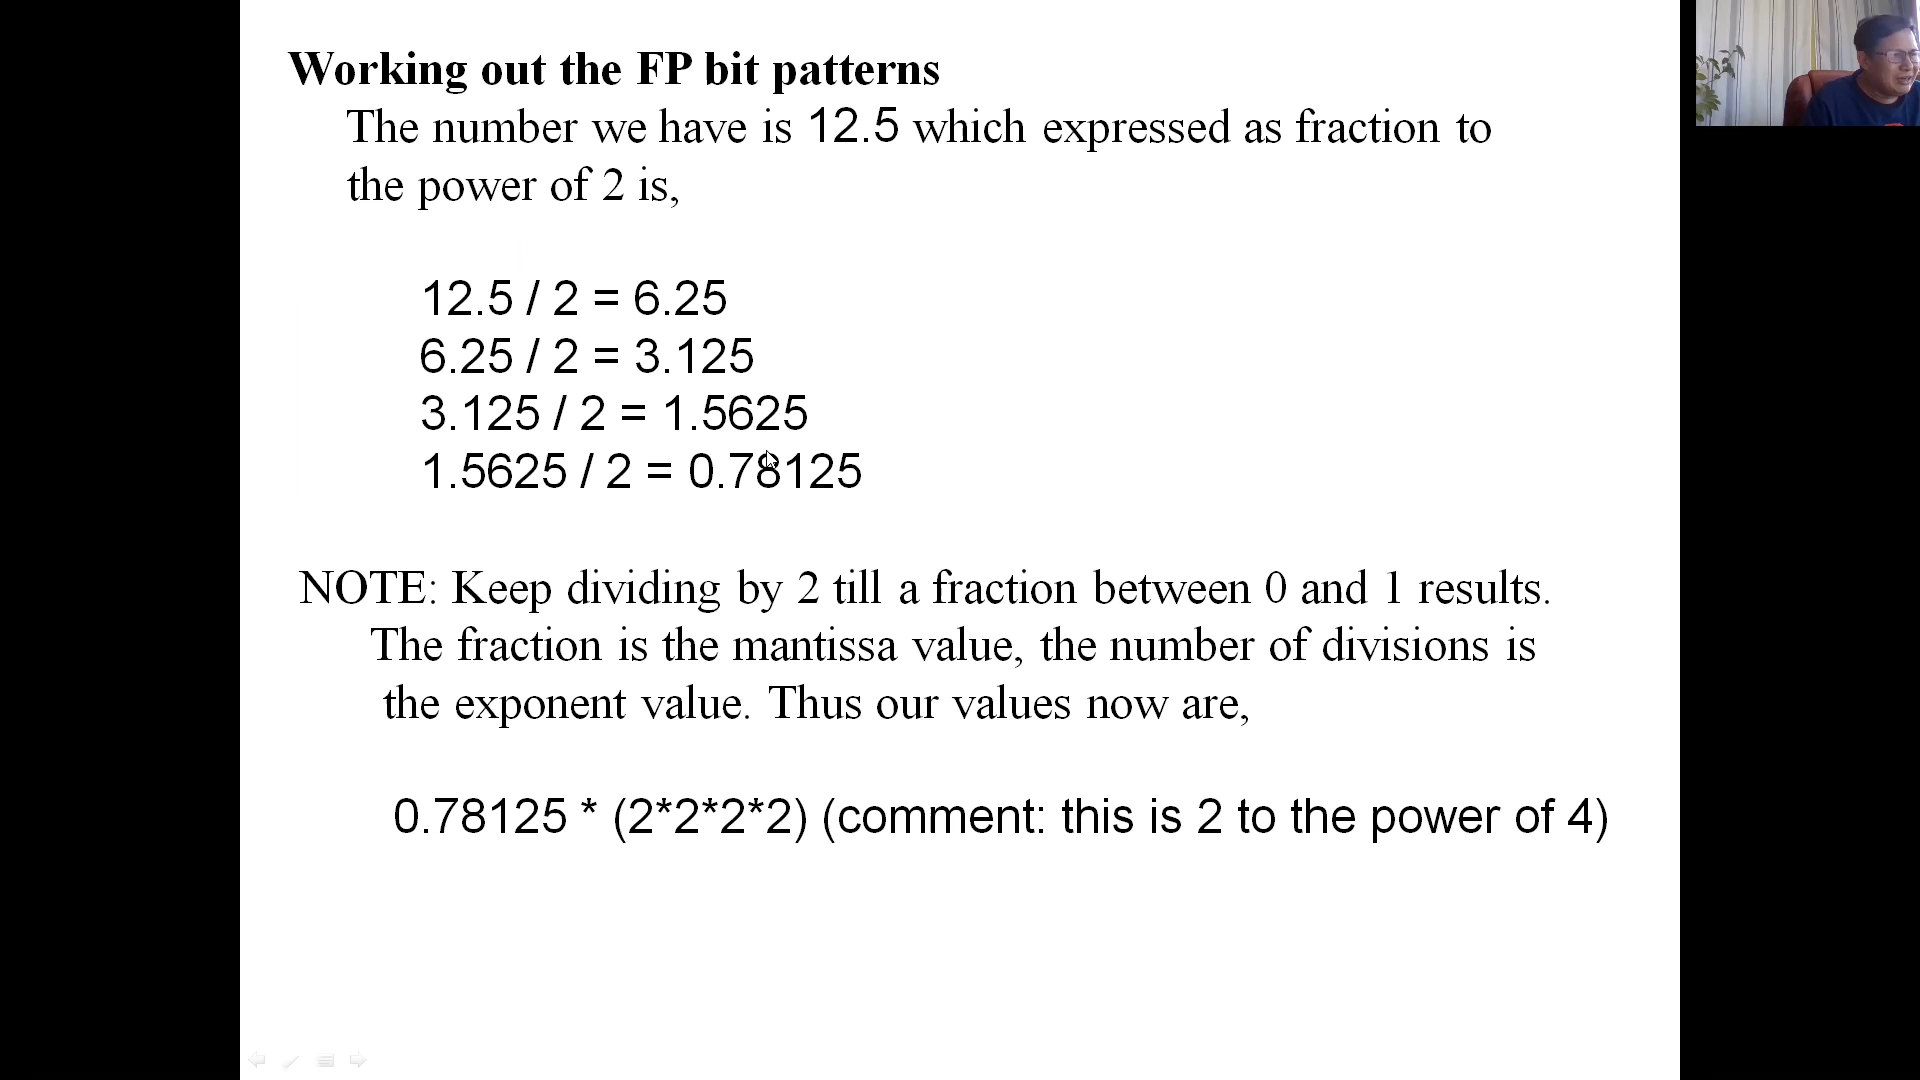 Working out the FP bit patterns
The number we have is 12.5 which expressed as fraction to
the power of 2 is,
12.5 / 2 = 6.25
6.25 / 2 = 3.125
3.125 / 2 = 1.5625
1.5625 / 2 = 0.78125
NOTE: Keep dividing by 2 till a fraction between 0 and 1 results.
The fraction is the mantissa value, the number of divisions is
the exponent value. Thus our values now are,
0.78125 * (2*2*2*2) (comment: this is 2 to the power of 4)